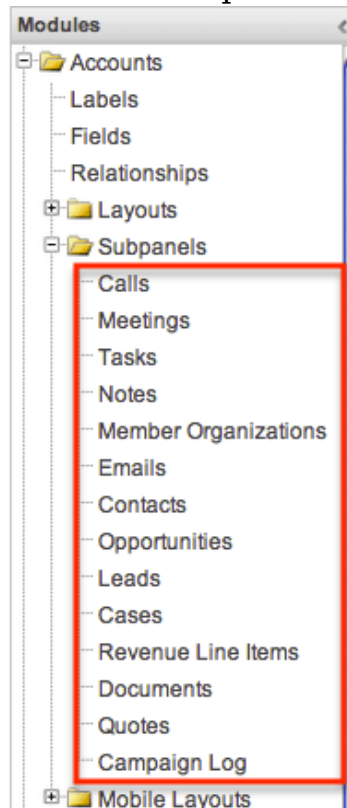 Modules
Accounts
Labels
Fields
Relationships
Layouts
Subpanels
Calls
Meetings
Tasks
Notes
Member Organizations
Emails
Contacts
Opportunities
Leads
Cases
Revenue Line Items
Documents
Quotes
Campaign Log
Mobile Layouts